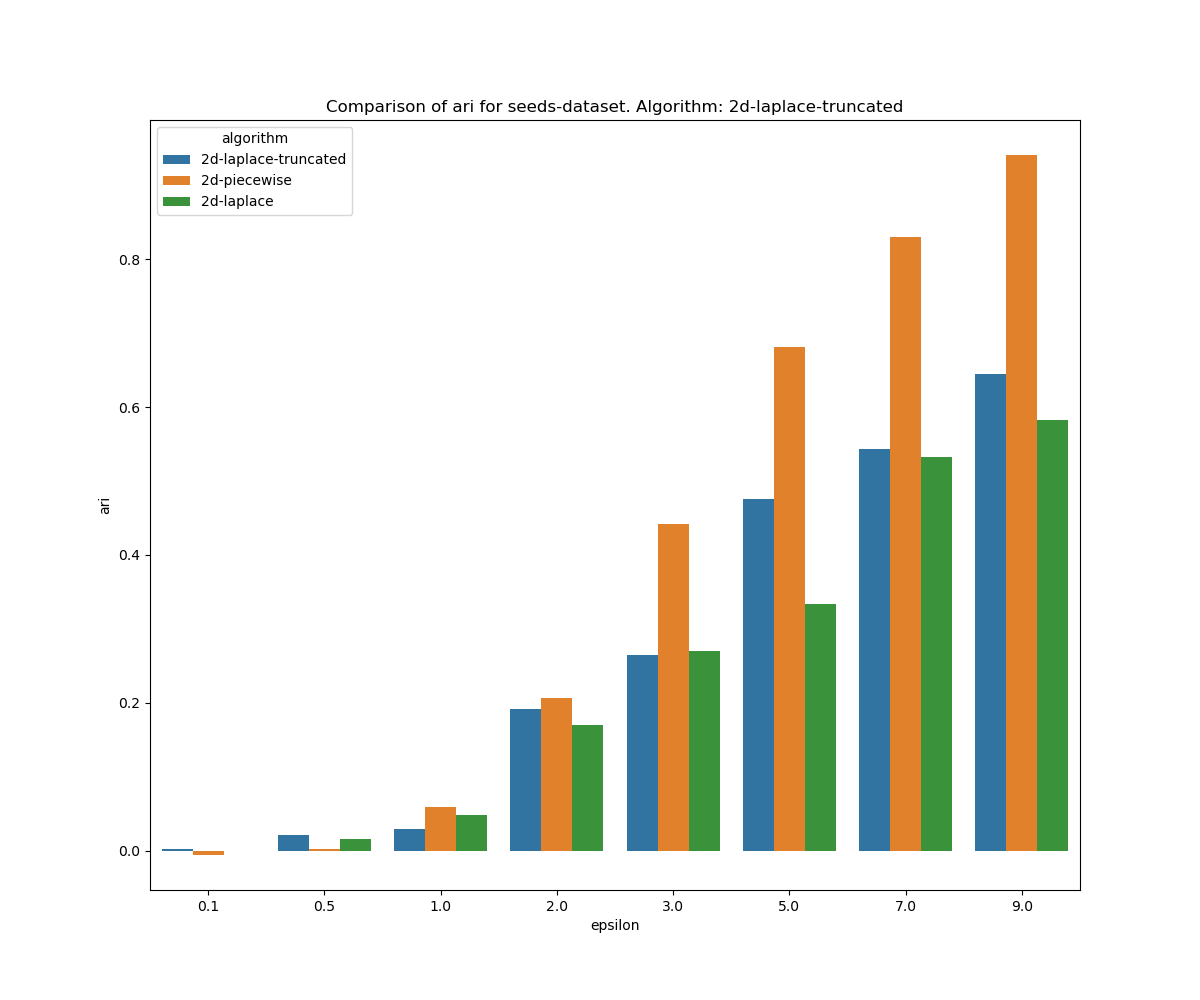 Comparison of ari for seeds-dataset. Algorithm: 2d-laplace-truncated
algorithm
2d-laplace-truncated
2d-piecewise
2d-laplace
0.8
0.6
0.4
0.2
0.0
ari
0.1 0.5 1.0 2.0 3.0 5.0 7.0 9.0
epsilon